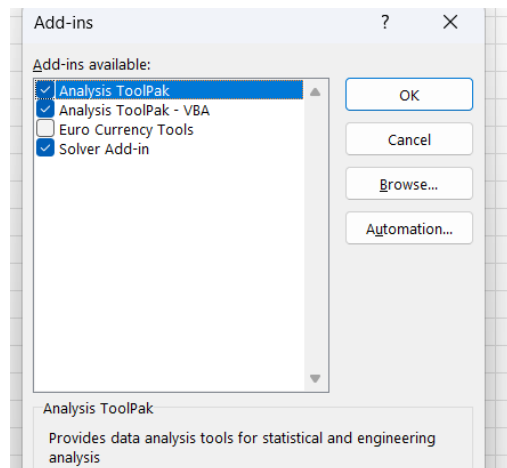 Add-ins ? ×
Add-ins available:
Analysis ToolPak
Analysis ToolPak - VBA
Euro Currency Tools
Solver Add-in
OK
Cancel
Browse...
Automation...
Analysis ToolPak
Provides data analysis tools for statistical and engineering
analysis